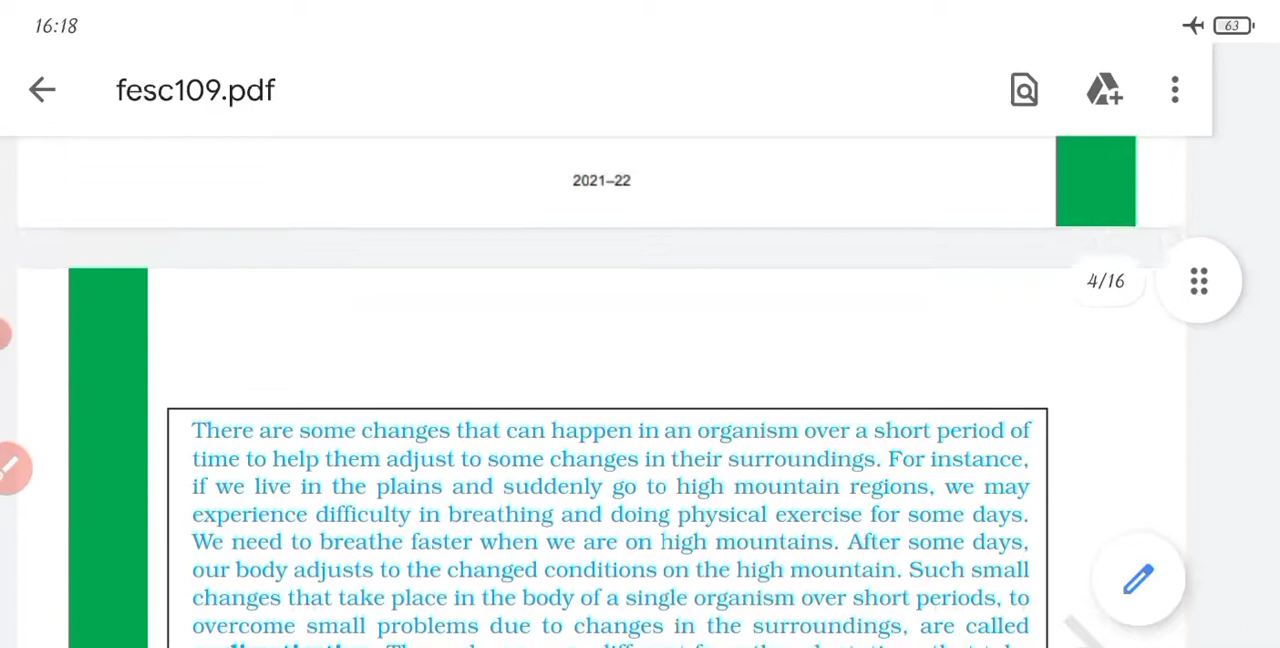 16:18
63
fesc109.pdf
2021–22
4/16
There are some changes that can happen in an organism over a short period of
time to help them adjust to some changes in their surroundings. For instance,
if we live in the plains and suddenly go to high mountain regions, we may
experience difficulty in breathing and doing physical exercise for some days.
We need to breathe faster when we are on high mountains. After some days,
our body adjusts to the changed conditions on the high mountain. Such small
changes that take place in the body of a single organism over short periods, to
overcome small problems due to changes in the surroundings, are called